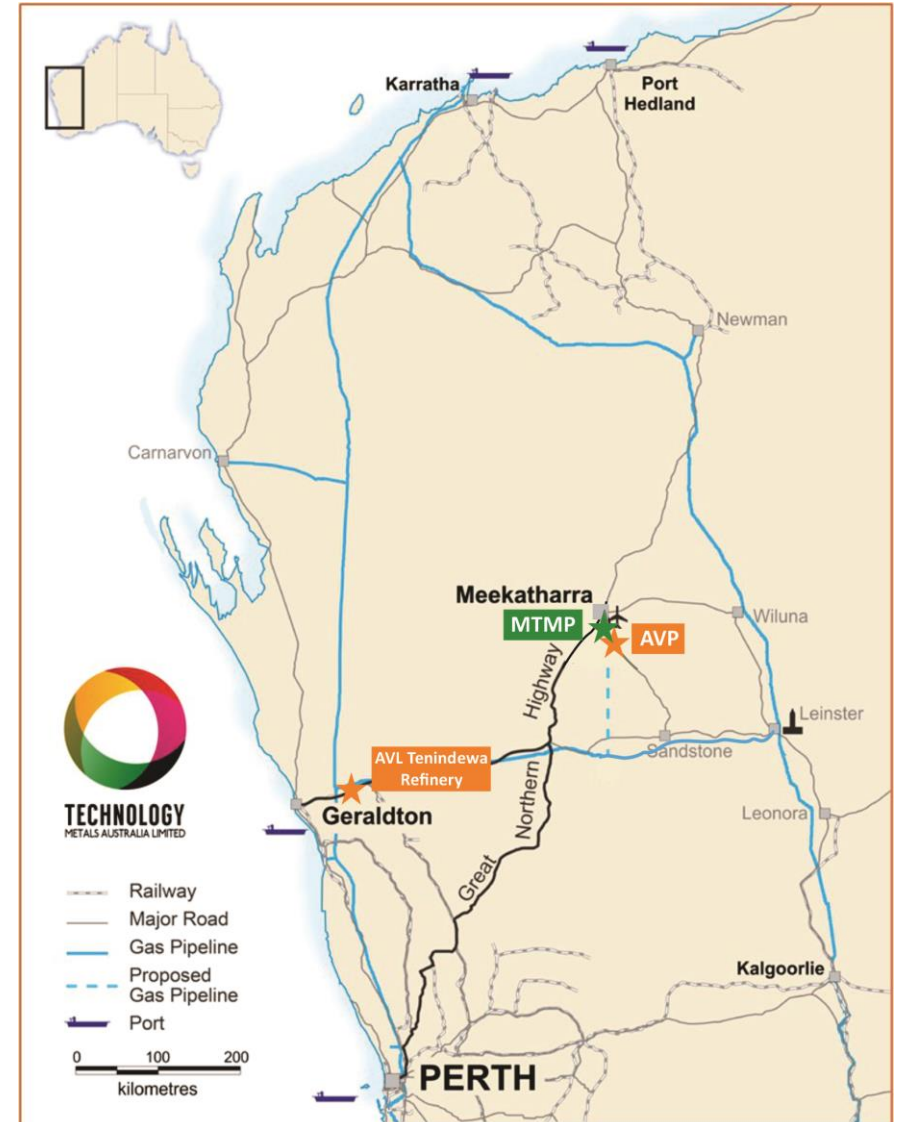 Karratha
Port
Hedland
Newman
Carnarvon
Meekatharra
MTMP
AVP
Wiluna
Highway
Leinster
Sandstone
AVL Tenindewa
Refinery
Geraldton
Northern
Great
Leonora
TECHNOLOGY
METALS AUSTRALIA LIMITED
Railway
Major Road
Gas Pipeline
Proposed
Gas Pipeline
Port
0 100 200
kilometres
Kalgoorlie
PERTH